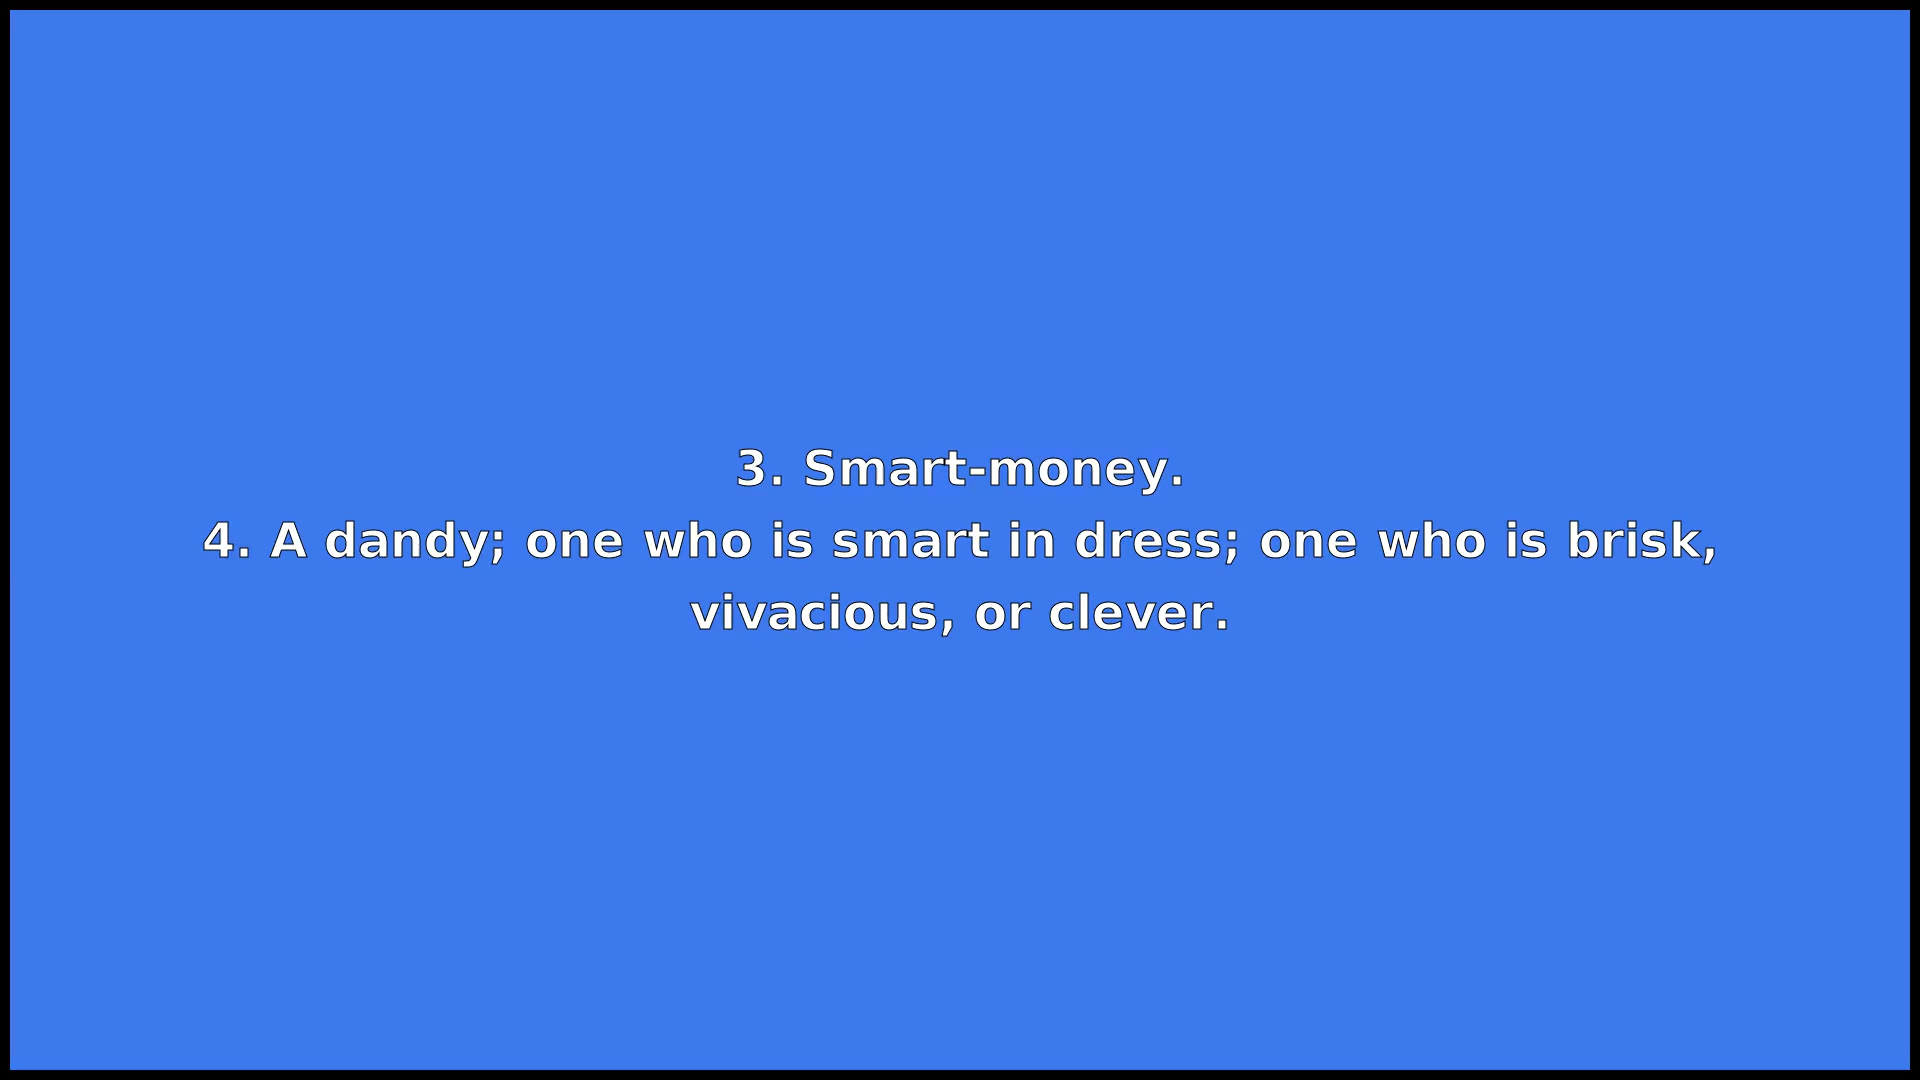 3. Smart-money.
4. A dandy; one who is smart in dress; one who is brisk,
vivacious, or clever.